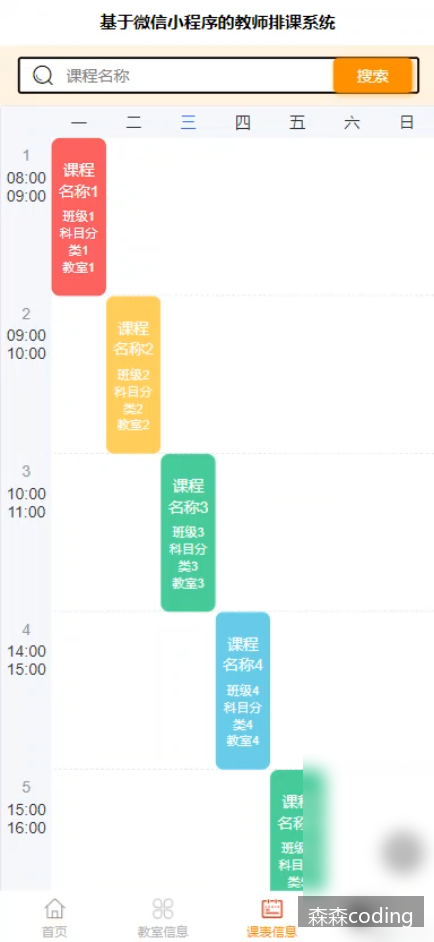 基于微信小程序的教师排课系统
课程名称 搜索
一 二 三 四 五 六 日
1
08:00
09:00
课程
名称1
班级1
科目分
类1
教室1
2
09:00
10:00
课程
名称2
班级2
科目分
类2
教室2
3
10:00
11:00
课程
名称3
班级3
科目分
类3
教室3
4
14:00
15:00
课程
名称4
班级4
科目分
类4
教室4
5
15:00
16:00
课
名称
班级
科目
类
首页 教室信息 课表信息
森森coding